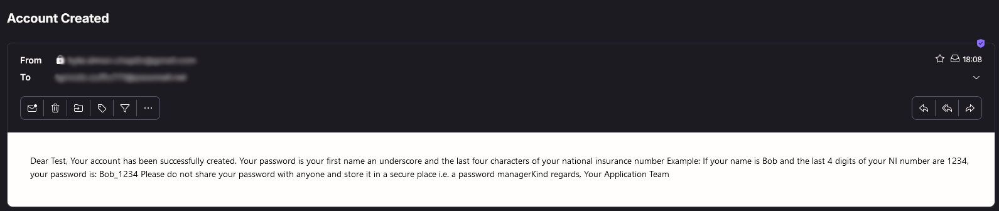 Account Created
From
18:08
To
Dear Test, Your account has been successfully created. Your password is your first name an underscore and the last four characters of your national insurance number Example: If your name is Bob and the last 4 digits of your NI number are 1234,
your password is: Bob_1234 Please do not share your password with anyone and store it in a secure place i.e. a password managerKind regards, Your Application Team